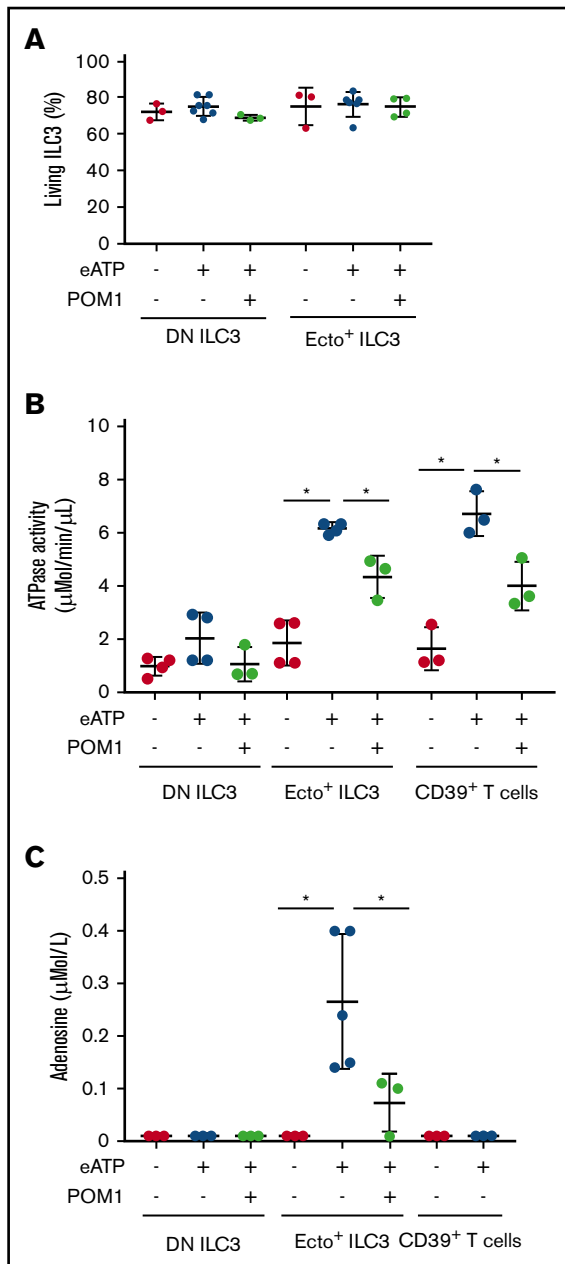 A
Living ILC3 (%)
100
80
60
40
20
0
eATP - + + - + +
POM1 - - + - - +
DN ILC3 Ecto+ ILC3
B
ATPase activity
(μMol/min/μL)
10
8
6
4
2
0
* * * *
eATP - + + - + + - + +
POM1 - - + - - + - - +
DN ILC3 Ecto+ ILC3 CD39+ T cells
C
Adenosine (μMol/L)
0.5
0.4
0.3
0.2
0.1
0
* *
eATP - + + - + + - +
POM1 - - + - - + - -
DN ILC3 Ecto+ ILC3 CD39+ T cells